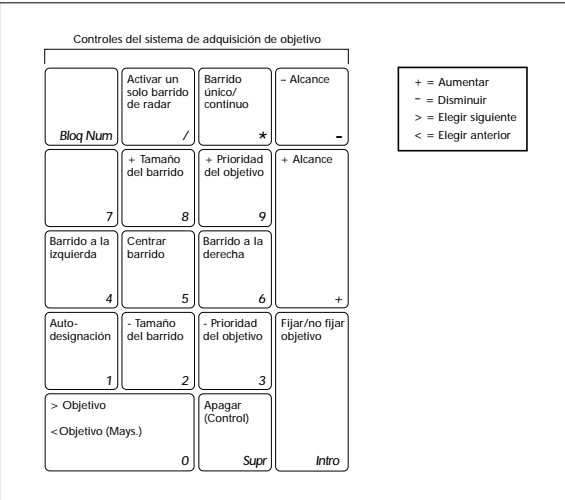 Controles del sistema de adquisición de objetivo
Bloq Num
Activar un
solo barrido
de radar
/
Barrido
único/
continuo
*
– Alcance
-
7
+ Tamaño
del barrido
8
+ Prioridad
del objetivo
9
+ Alcance
+
Barrido a la
izquierda
4
Centrar
barrido
5
Barrido a la
derecha
6
Auto-
designación
1
- Tamaño
del barrido
2
- Prioridad
del objetivo
3
Fijar/no fijar
objetivo
Intro
> Objetivo
<Objetivo (Mays.)
0
Apagar
(Control)
Supr
+ = Aumentar
– = Disminuir
> = Elegir siguiente
< = Elegir anterior